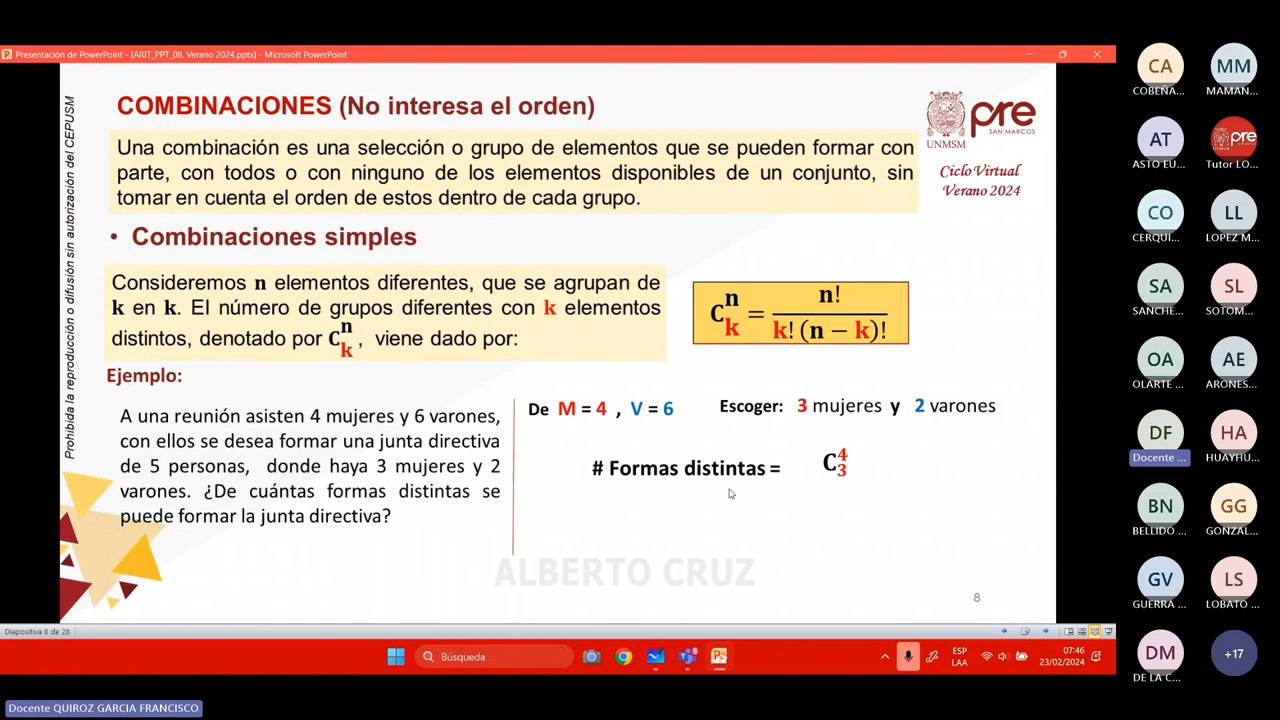 Presentación de PowerPoint - [ARIT_PPT_08. Verano 2024.pptx] - Microsoft PowerPoint
Prohibida la reproducción o difusión sin autorización del CEPUSM
COMBINACIONES (No interesa el orden)
UNMSM
pre
SAN MARCOS
Ciclo Virtual
Verano 2024
Una combinación es una selección o grupo de elementos que se pueden formar con
parte, con todos o con ninguno de los elementos disponibles de un conjunto, sin
tomar en cuenta el orden de estos dentro de cada grupo.
• Combinaciones simples
Consideremos n elementos diferentes, que se agrupan de
k en k. El número de grupos diferentes con k elementos
distintos, denotado por C^n_k, viene dado por:
C^n_k = n! / k! (n − k)!
Ejemplo:
A una reunión asisten 4 mujeres y 6 varones,
con ellos se desea formar una junta directiva
de 5 personas, donde haya 3 mujeres y 2
varones. ¿De cuántas formas distintas se
puede formar la junta directiva?
De M = 4 , V = 6 Escoger: 3 mujeres y 2 varones
# Formas distintas = C^4_3
ALBERTO CRUZ
8
Diapositiva 8 de 28
Búsqueda
8
ESP
LAA
07:46
23/02/2024
Docente QUIROZ GARCIA FRANCISCO
CA
COBEÑA...
MM
MAMAN...
AT
ASTO EU...
pre
Tutor LO...
CO
CERQUI...
LL
LOPEZ M...
SA
SANCHE...
SL
SOTOM...
OA
OLARTE ...
AE
ARONES...
DF
Docente ...
HA
HUAYHU...
BN
BELLIDO ...
GG
GONZAL...
GV
GUERRA ...
LS
LOBATO ...
DM
DE LA C...
+17